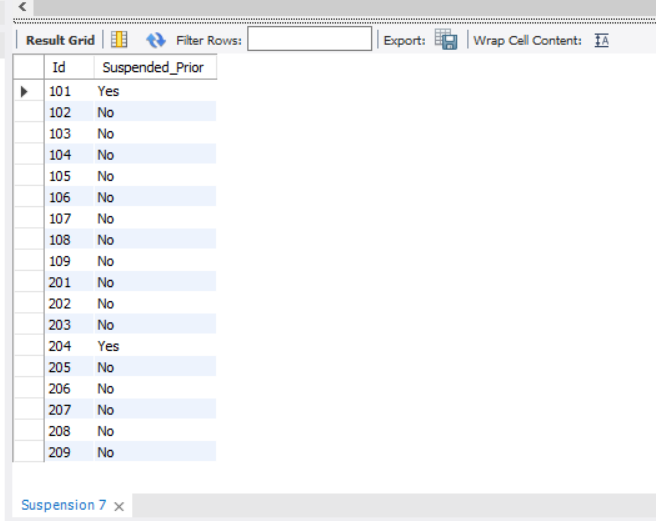 Result Grid Filter Rows: Export: Wrap Cell Content: IA
Id Suspended_Prior
101 Yes
102 No
103 No
104 No
105 No
106 No
107 No
108 No
109 No
201 No
202 No
203 No
204 Yes
205 No
206 No
207 No
208 No
209 No
Suspension 7 ×